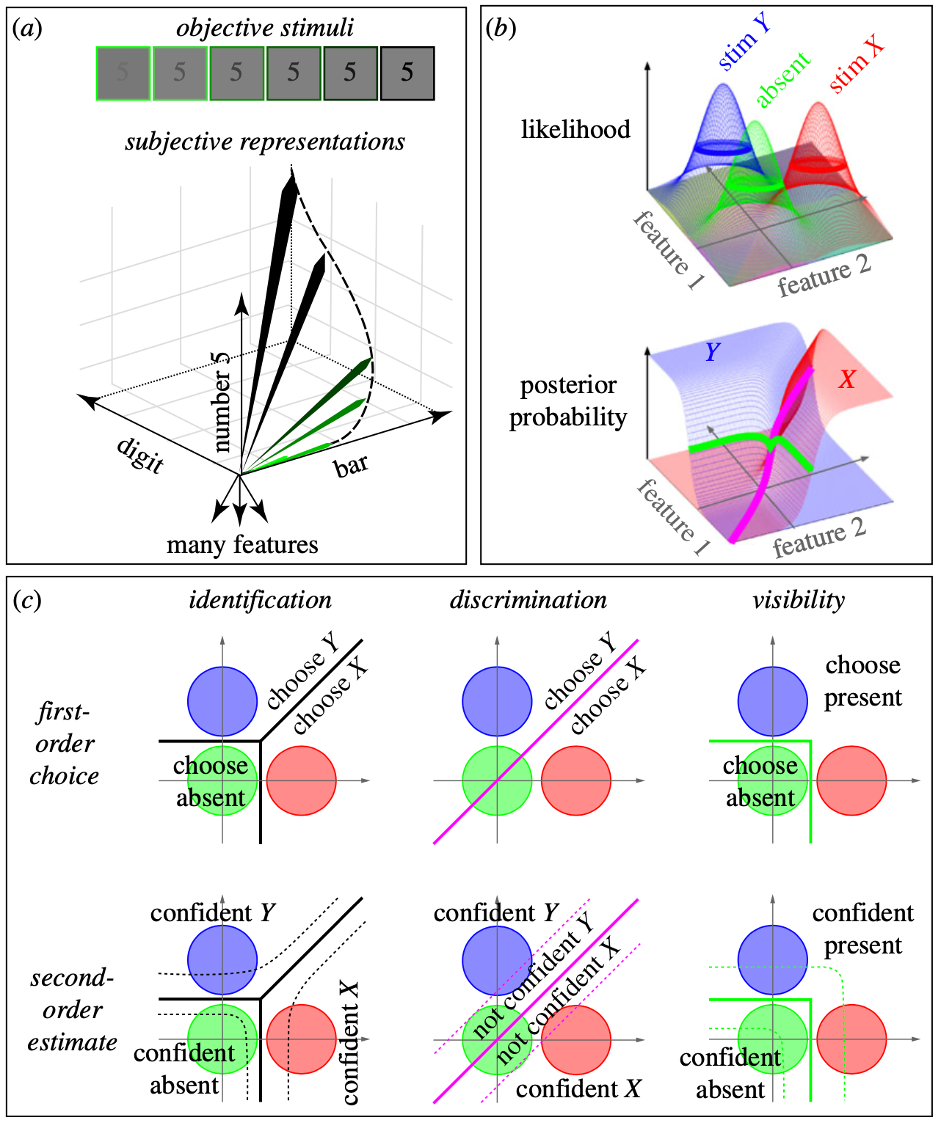 (a)
objective stimuli
5 5 5 5 5 5
subjective representations
number 5
digit
bar
many features
(b)
stim Y
absent
stim X
likelihood
feature 1
feature 2
Y
X
posterior
probability
feature 1
feature 2
(c)
identification
discrimination
visibility
first-
order
choice
choose Y
choose X
choose
absent
choose Y
choose X
choose
present
choose
absent
second-
order
estimate
confident Y
confident X
confident
absent
confident Y
not confident Y
not confident X
confident X
confident
present
confident
absent